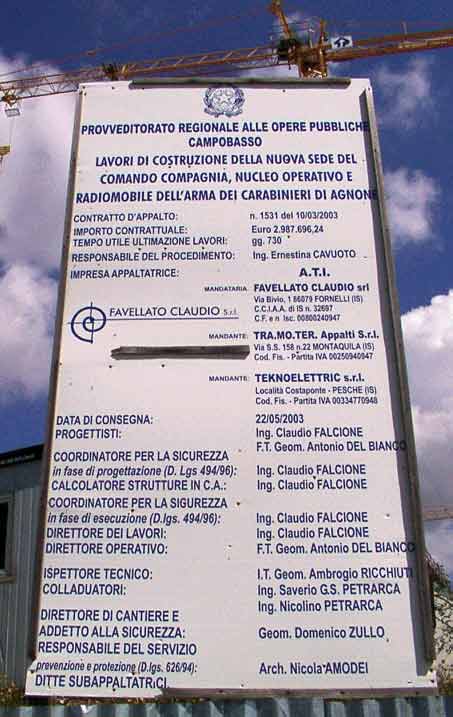 PROVVEDITORATO REGIONALE ALLE OPERE PUBBLICHE
CAMPOBASSO
LAVORI DI COSTRUZIONE DELLA NUOVA SEDE DEL
COMANDO COMPAGNIA, NUCLEO OPERATIVO E
RADIOMOBILE DELL'ARMA DEI CARABINIERI DI AGNONE
CONTRATTO D'APPALTO: n. 1531 del 10/03/2003
IMPORTO CONTRATTUALE: Euro 2.987.696,24
TEMPO UTILE ULTIMAZIONE LAVORI: gg. 730
RESPONSABILE DEL PROCEDIMENTO: Ing. Ernestina CAVUOTO
IMPRESA APPALTATRICE: A.T.I.
MANDATARIA: FAVELLATO CLAUDIO srl
Via Bivio, 1 86079 FORNELLI (IS)
C.C.I.A.A. di IS n. 32697
C.F. e n Isc. 00800240947
FAVELLATO CLAUDIO s.r.l.
MANDANTE: TRA.MO.TER. Appalti S.r.l.
Via S.S. 158 n.22 MONTAQUILA (IS)
Cod. Fis. - Partita IVA 00250940947
MANDANTE: TEKNOELETTRIC s.r.l.
Località Costaponte - PESCHE (IS)
Cod. Fis. - Partita IVA 00334770948
DATA DI CONSEGNA: 22/05/2003
PROGETTISTI: Ing. Claudio FALCIONE
F.T. Geom. Antonio DEL BIANCO
COORDINATORE PER LA SICUREZZA
in fase di progettazione (D. Lgs 494/96): Ing. Claudio FALCIONE
CALCOLATORE STRUTTURE IN C.A.: Ing. Claudio FALCIONE
COORDINATORE PER LA SIGUREZZA
in fase di esecuzione (D.lgs. 494/96): Ing. Claudio FALCIONE
DIRETTORE DEI LAVORI: Ing. Claudio FALCIONE
DIRETTORE OPERATIVO: F.T. Geom. Antonio DEL BIANCO
ISPETTORE TECNICO: I.T. Geom. Ambrogio RICCHIUTI
COLLADUATORI: Ing. Saverio G.S. PETRARCA
Ing. Nicolino PETRARCA
DIRETTORE DI CANTIERE E
ADDETTO ALLA SICUREZZA: Geom. Domenico ZULLO
RESPONSABILE DEL SERVIZIO
prevenzione e protezione (D.lgs. 626/94): Arch. Nicola AMODEI
DITTE SUBAPPALTATRICI